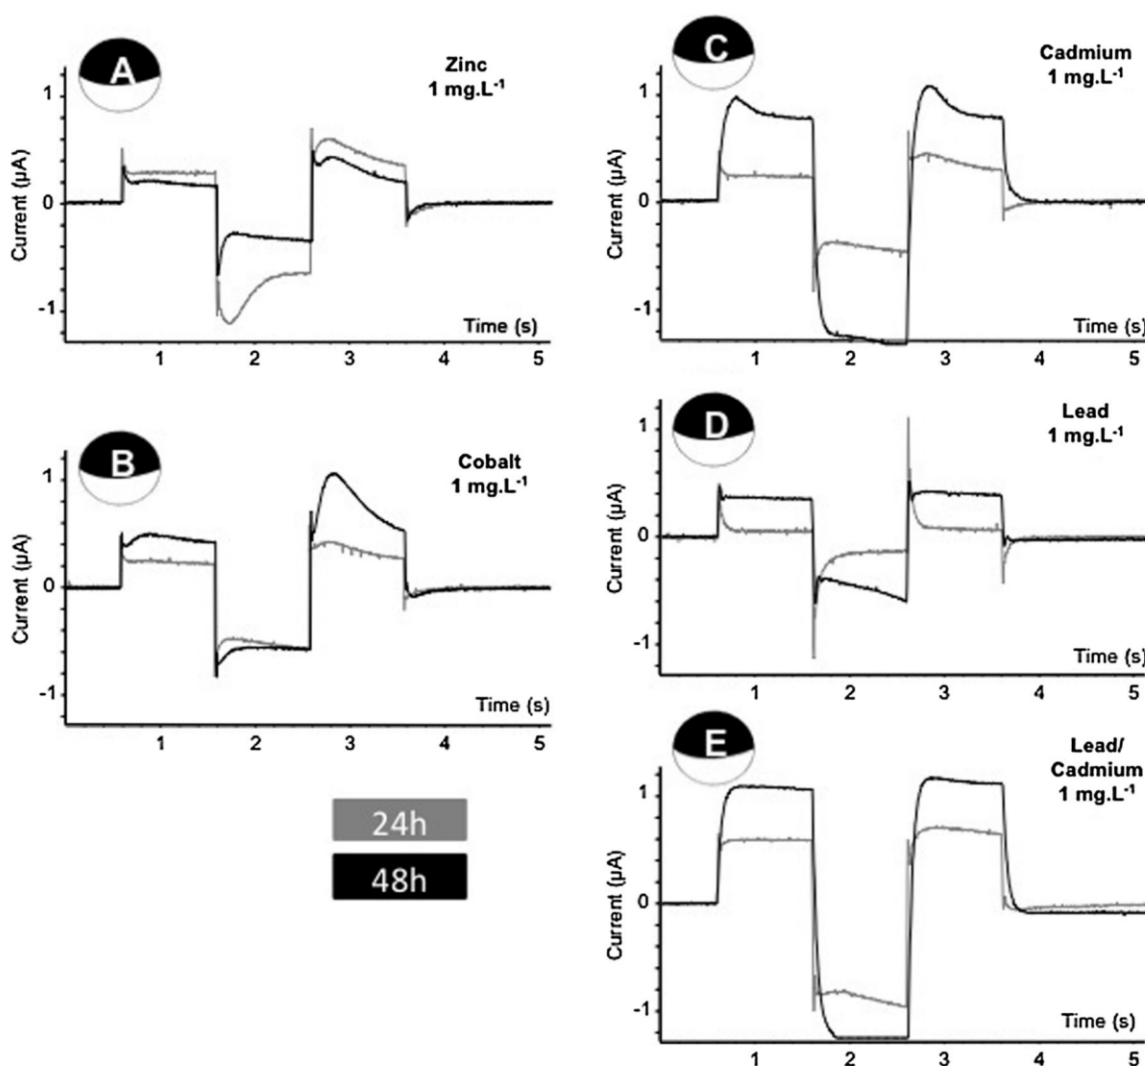 A
Zinc
1 mg.L⁻¹
Current (µA)
1
0
-1
Time (s)
1 2 3 4 5
B
Cobalt
1 mg.L⁻¹
Current (µA)
1
0
-1
Time (s)
1 2 3 4 5
24h
48h
C
Cadmium
1 mg.L⁻¹
Current (µA)
1
0
-1
Time (s)
1 2 3 4 5
D
Lead
1 mg.L⁻¹
Current (µA)
1
0
-1
Time (s)
1 2 3 4 5
E
Lead/
Cadmium
1 mg.L⁻¹
Current (µA)
1
0
-1
Time (s)
1 2 3 4 5